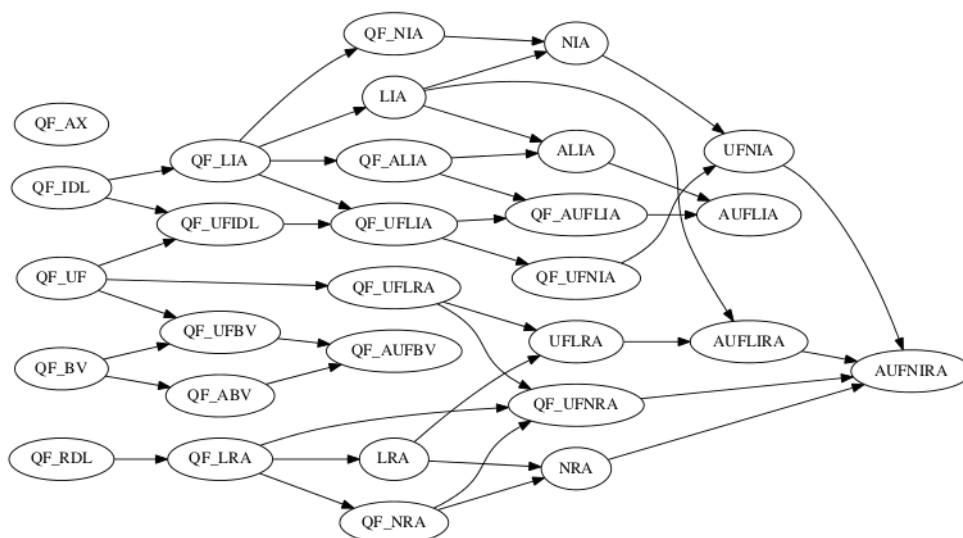 QF_NIA
NIA
LIA
QF_AX
QF_LIA
QF_ALIA
ALIA
UFNIA
QF_IDL
QF_UFIDL
QF_UFLIA
QF_AUFLIA
AUFLIA
QF_UF
QF_UFLRA
QF_UFNIA
QF_UFBV
QF_AUFBV
UFLRA
AUFLIRA
QF_BV
QF_ABV
QF_UFNRA
AUFNIRA
QF_RDL
QF_LRA
LRA
NRA
QF_NRA